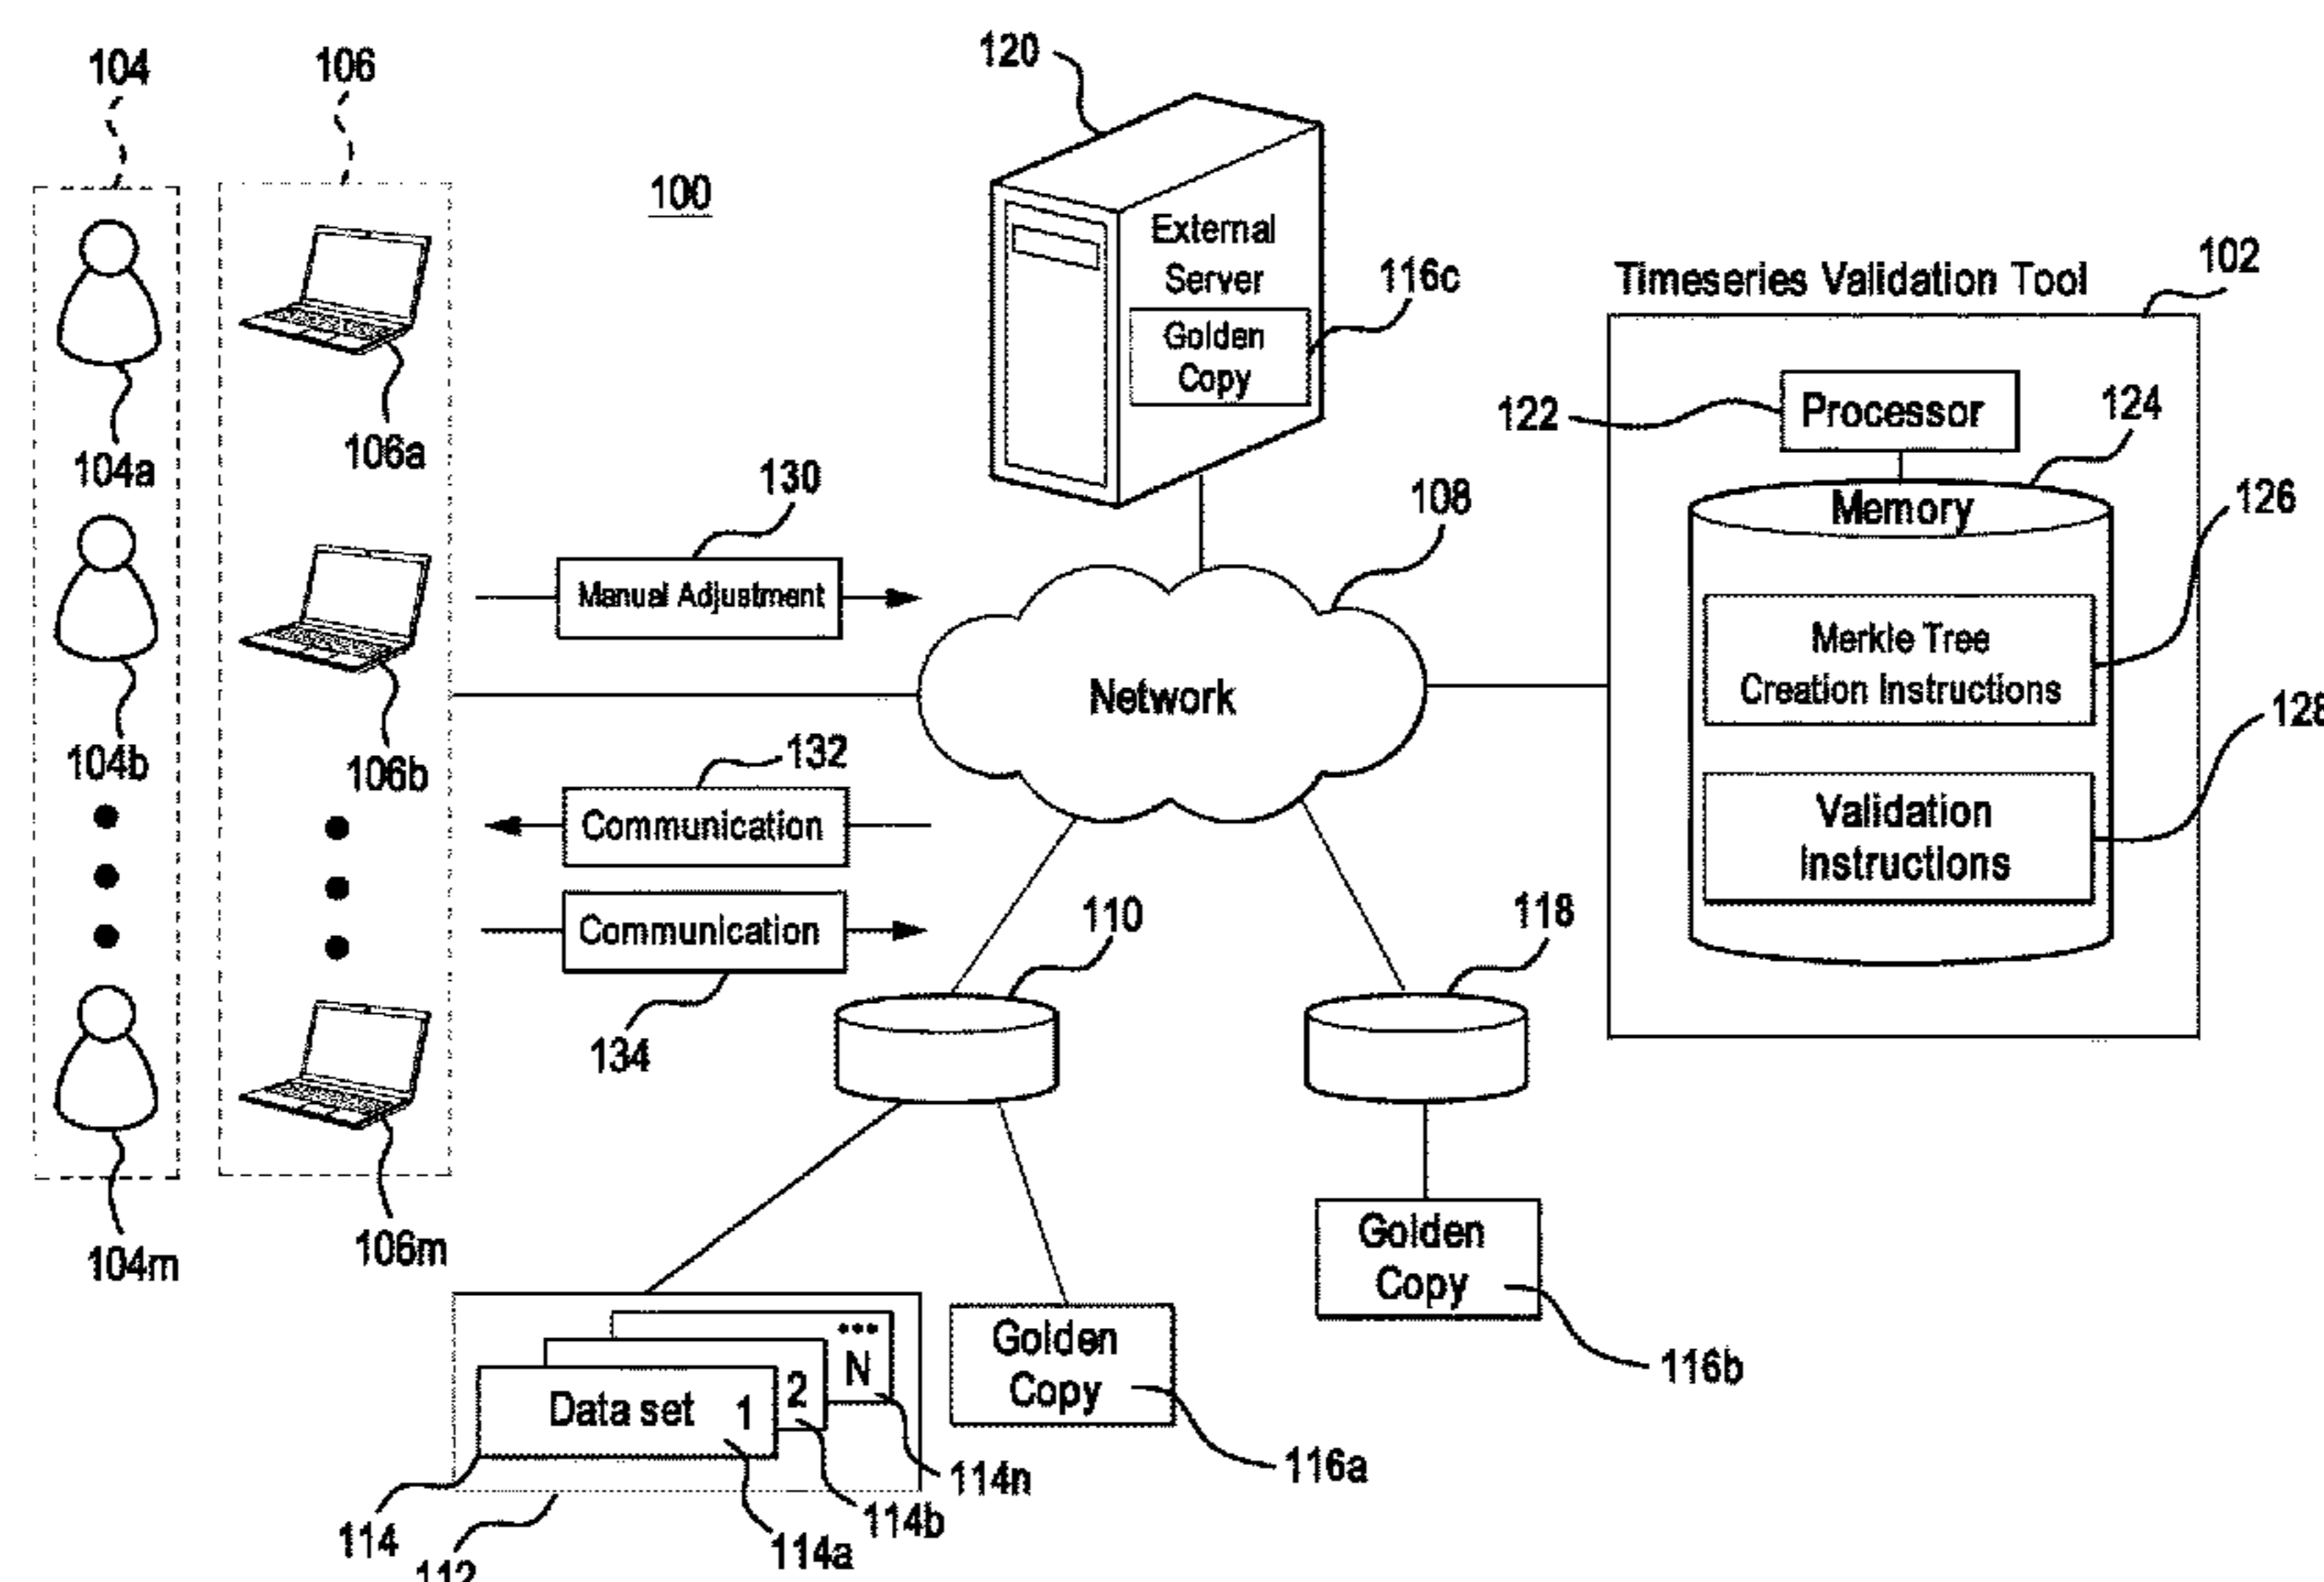 104
106
120
100
External
Server
116c
Golden
Copy
Timeseries Validation Tool
102
122
Processor
124
Memory
126
Merkle Tree
Creation Instructions
128
Validation
Instructions
104a
106a
130
Manual Adjustment
108
Network
104b
106b
132
Communication
Communication
134
110
118
104m
106m
Golden
Copy
116b
Data set 1
2
•••
N
Golden
Copy
116a
114n
114b
114a
114
112